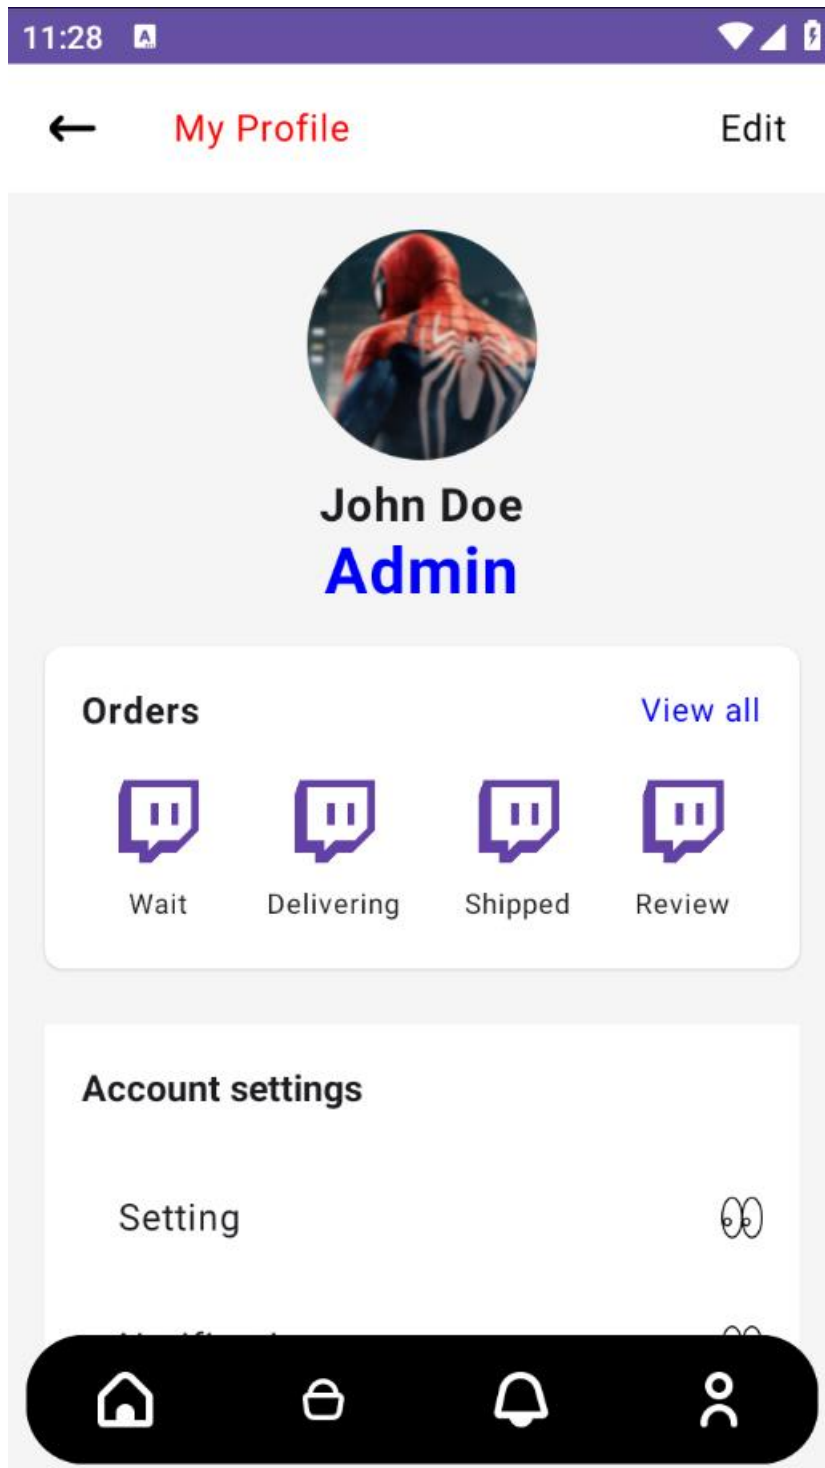 11:28
My Profile Edit
John Doe
Admin
Orders View all
Wait Delivering Shipped Review
Account settings
Setting